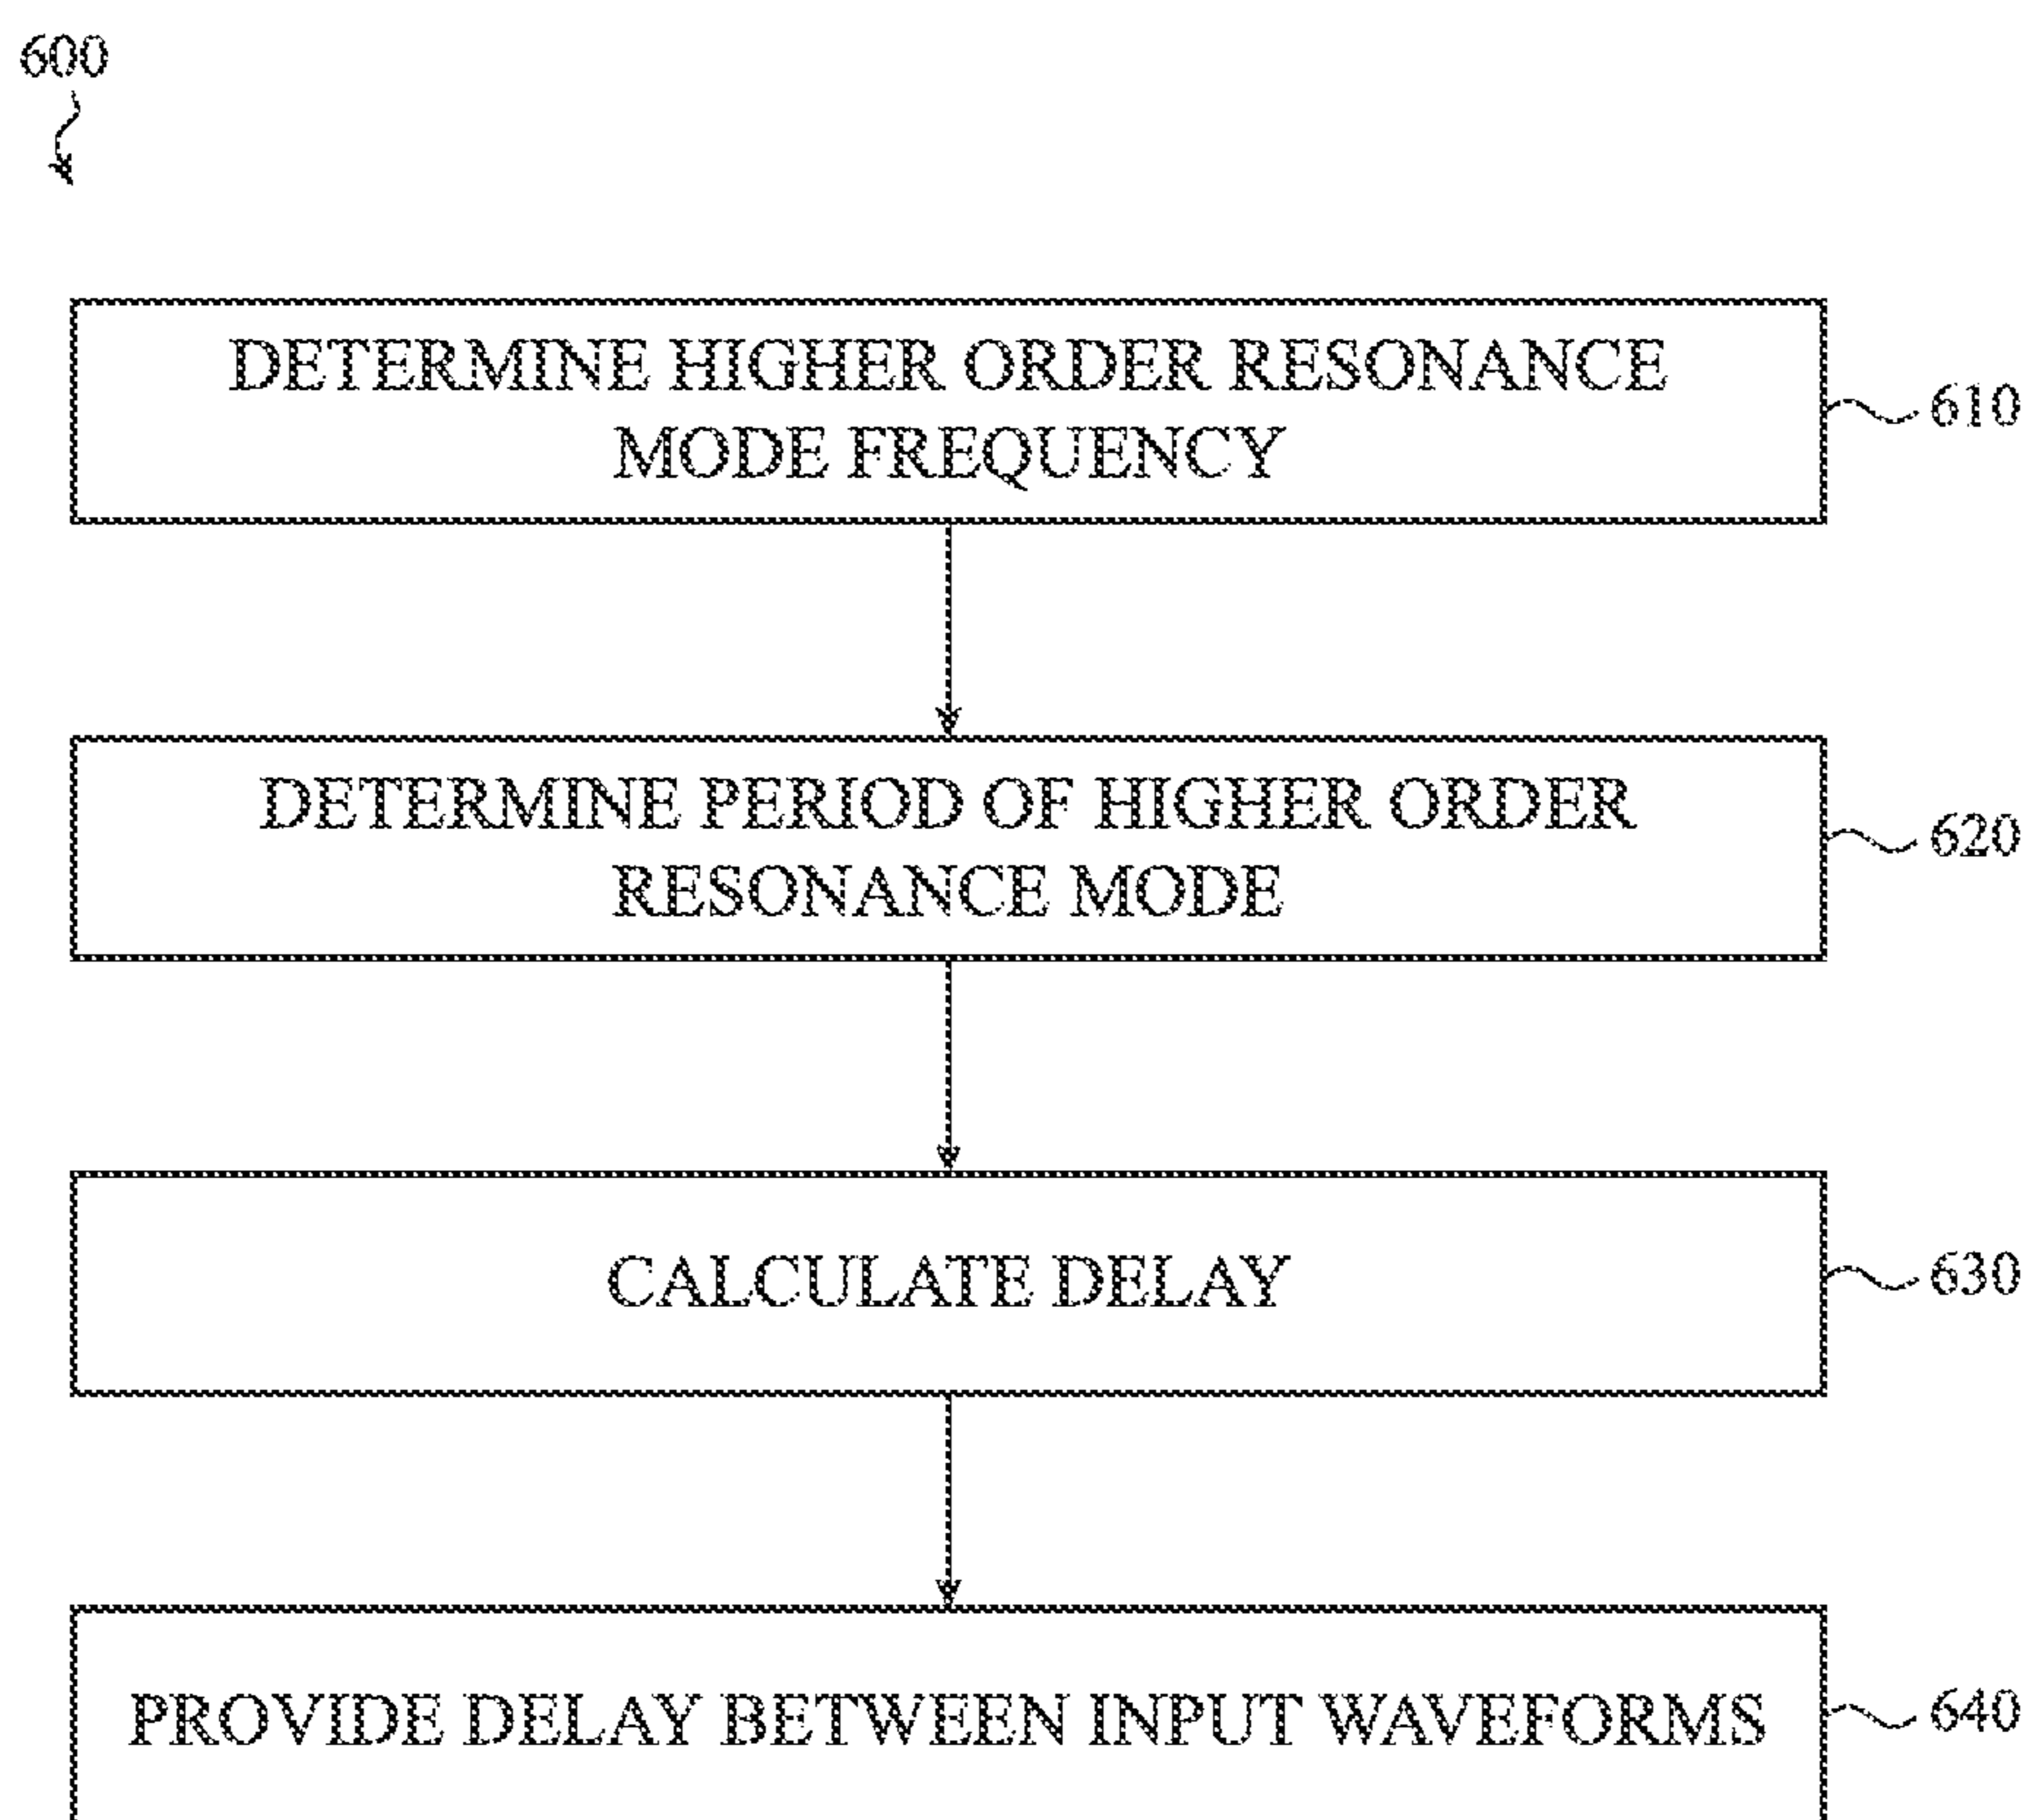 600
DETERMINE HIGHER ORDER RESONANCE
MODE FREQUENCY
610
DETERMINE PERIOD OF HIGHER ORDER
RESONANCE MODE
620
CALCULATE DELAY
630
PROVIDE DELAY BETWEEN INPUT WAVEFORMS
640